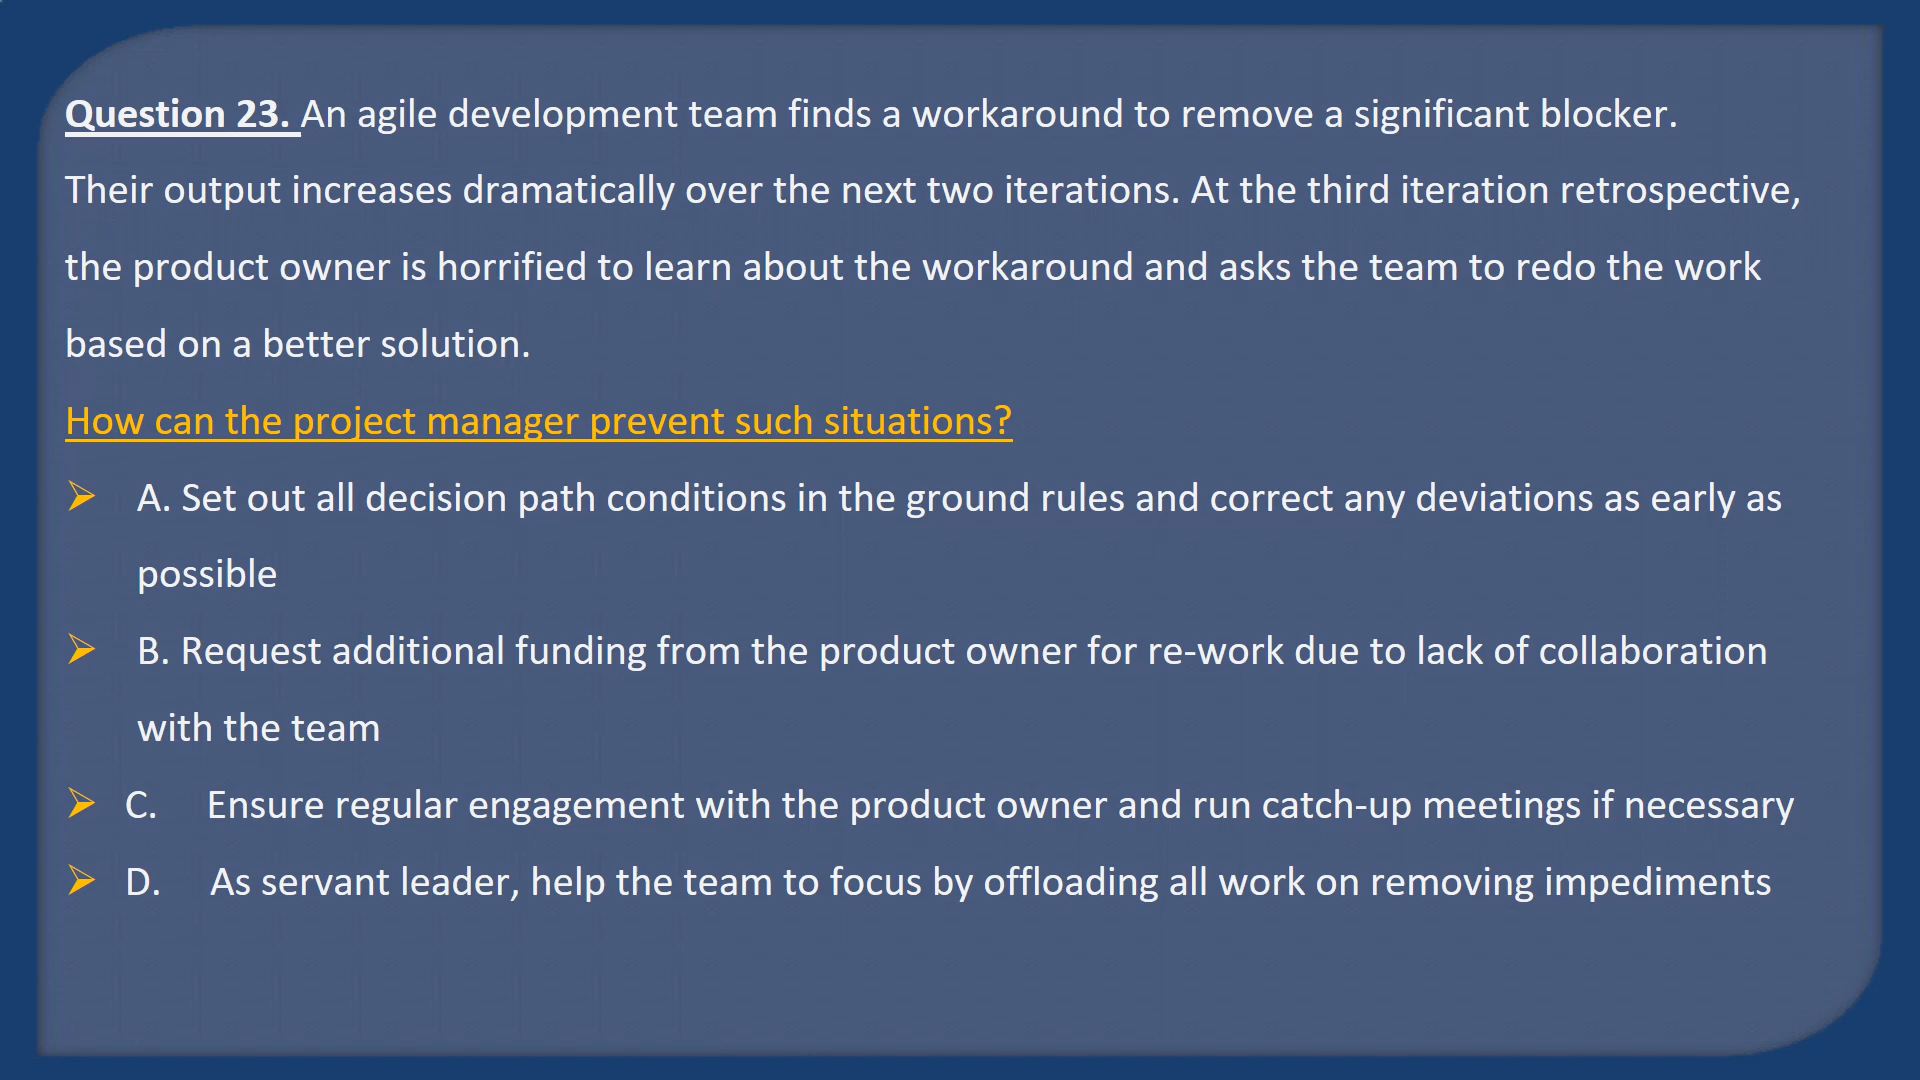 Question 23. An agile development team finds a workaround to remove a significant blocker.
Their output increases dramatically over the next two iterations. At the third iteration retrospective,
the product owner is horrified to learn about the workaround and asks the team to redo the work
based on a better solution.
How can the project manager prevent such situations?
A. Set out all decision path conditions in the ground rules and correct any deviations as early as
possible
B. Request additional funding from the product owner for re-work due to lack of collaboration
with the team
C. Ensure regular engagement with the product owner and run catch-up meetings if necessary
D. As servant leader, help the team to focus by offloading all work on removing impediments